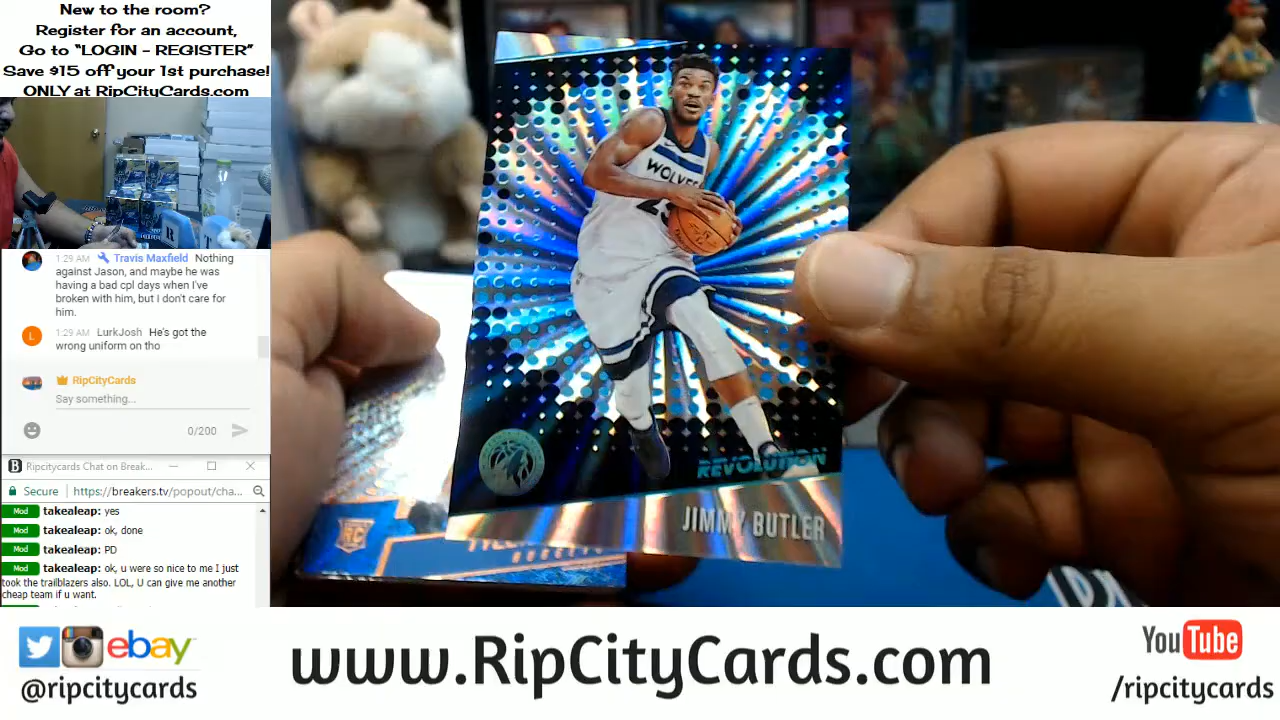 New to the room?
Register for an account,
Go to “LOGIN - REGISTER”
Save $15 off your 1st purchase!
ONLY at RipCityCards.com
1:29 AM Travis Maxfield Nothing
against Jason, and maybe he was
having a bad cpl days when I've
broken with him, but I don't care for
him.
1:29 AM LurkJosh He's got the
wrong uniform on tho
RipCityCards
Say something...
0/200
Ripcitycards Chat on Break...
Secure https://breakers.tv/popout/cha...
Mod takealeap: yes
Mod takealeap: ok, done
Mod takealeap: PD
Mod takealeap: ok, u were so nice to me I just
took the trailblazers also. LOL, U can give me another
cheap team if u want.
WOLVES
REVOLUTION
JIMMY BUTLER
RC
NUGGETS
R
ebay
@ripcitycards
www.RipCityCards.com
YouTube
/ripcitycards